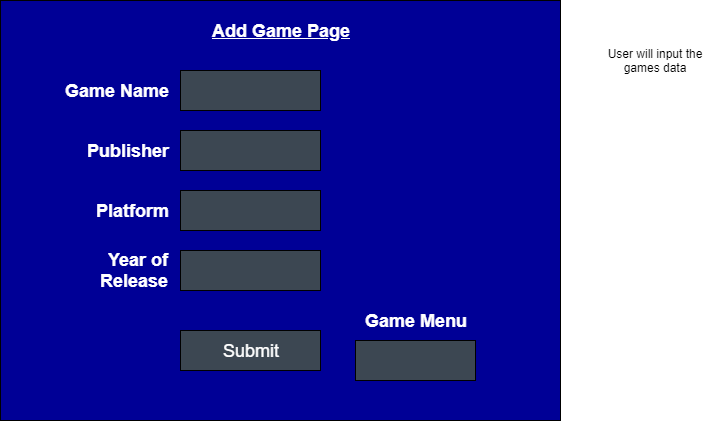 Add Game Page
User will input the
games data
Game Name
Publisher
Platform
Year of
Release
Game Menu
Submit